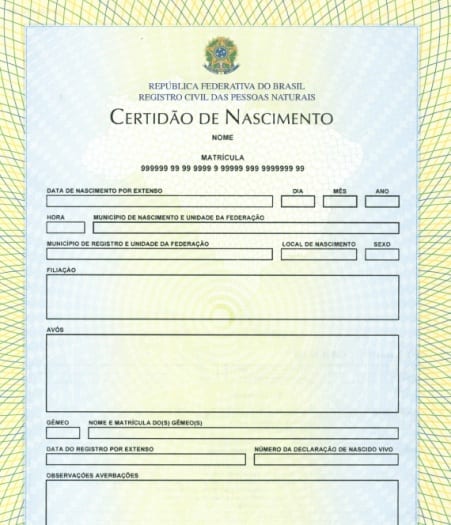 REPÚBLICA FEDERATIVA DO BRASIL
REGISTRO CIVIL DAS PESSOAS NATURAIS
CERTIDÃO DE NASCIMENTO
NOME
MATRÍCULA
999999 99 99 9999 9 99999 999 9999999 99
DATA DE NASCIMENTO POR EXTENSO DIA MÊS ANO
HORA MUNICÍPIO DE NASCIMENTO E UNIDADE DA FEDERAÇÃO
MUNICÍPIO DE REGISTRO E UNIDADE DA FEDERAÇÃO LOCAL DE NASCIMENTO SEXO
FILIAÇÃO
AVÓS
GÊMEO NOME E MATRÍCULA DO(S) GÊMEO(S)
DATA DO REGISTRO POR EXTENSO NÚMERO DA DECLARAÇÃO DE NASCIDO VIVO
OBSERVAÇÕES AVERBAÇÕES